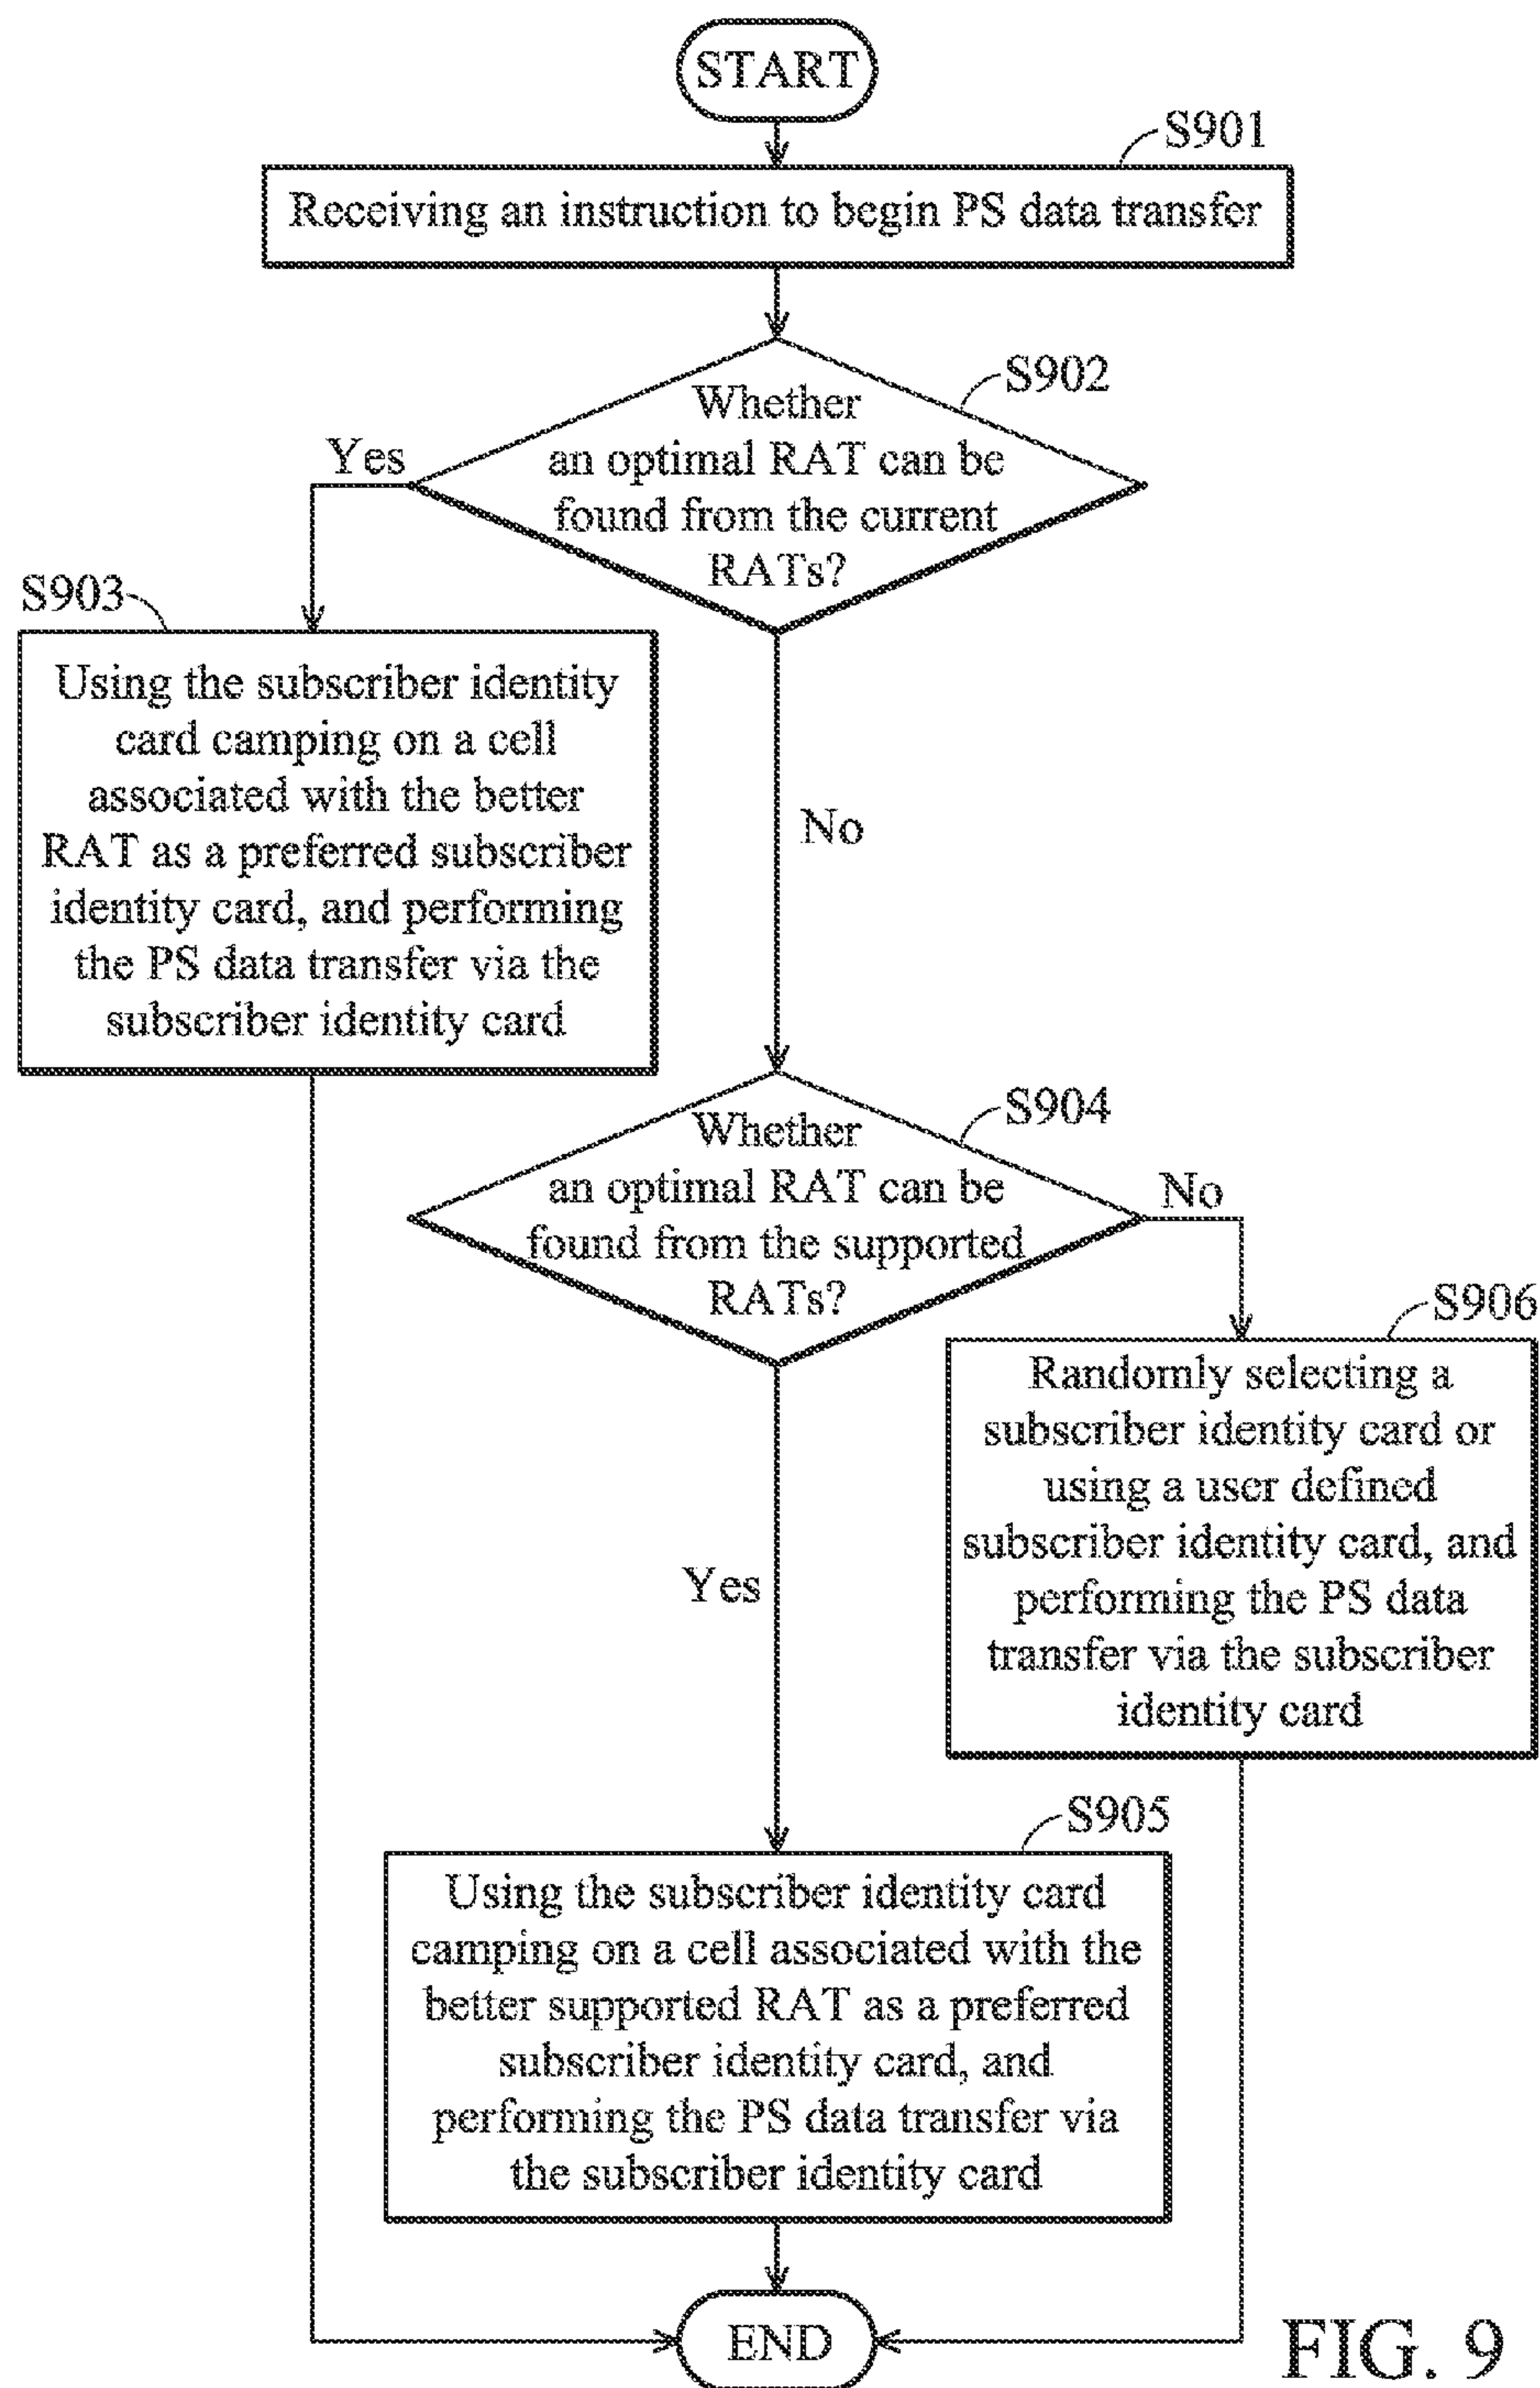 START
S901
Receiving an instruction to begin PS data transfer
S902
Whether
an optimal RAT can be
found from the current
RATs?
Yes
No
S903
Using the subscriber identity
card camping on a cell
associated with the better
RAT as a preferred subscriber
identity card, and performing
the PS data transfer via the
subscriber identity card
S904
Whether
an optimal RAT can be
found from the supported
RATs?
No
Yes
S906
Randomly selecting a
subscriber identity card or
using a user defined
subscriber identity card, and
performing the PS data
transfer via the subscriber
identity card
S905
Using the subscriber identity card
camping on a cell associated with the
better supported RAT as a preferred
subscriber identity card, and
performing the PS data transfer via
the subscriber identity card
END
FIG. 9